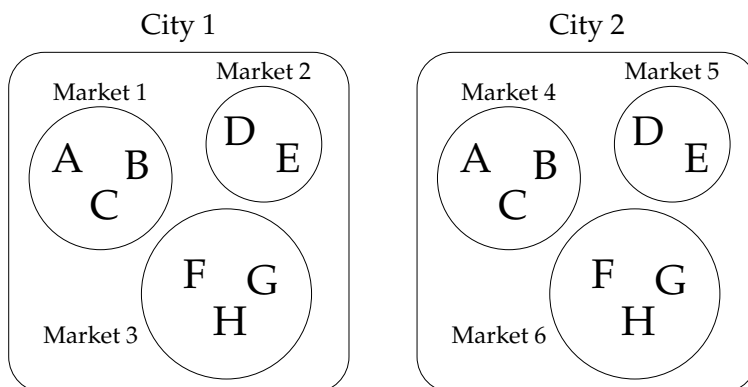 City 1
City 2
Market 2
Market 5
Market 1
Market 4
D
E
D
E
A
B
C
A
B
C
F
G
H
F
G
H
Market 3
Market 6